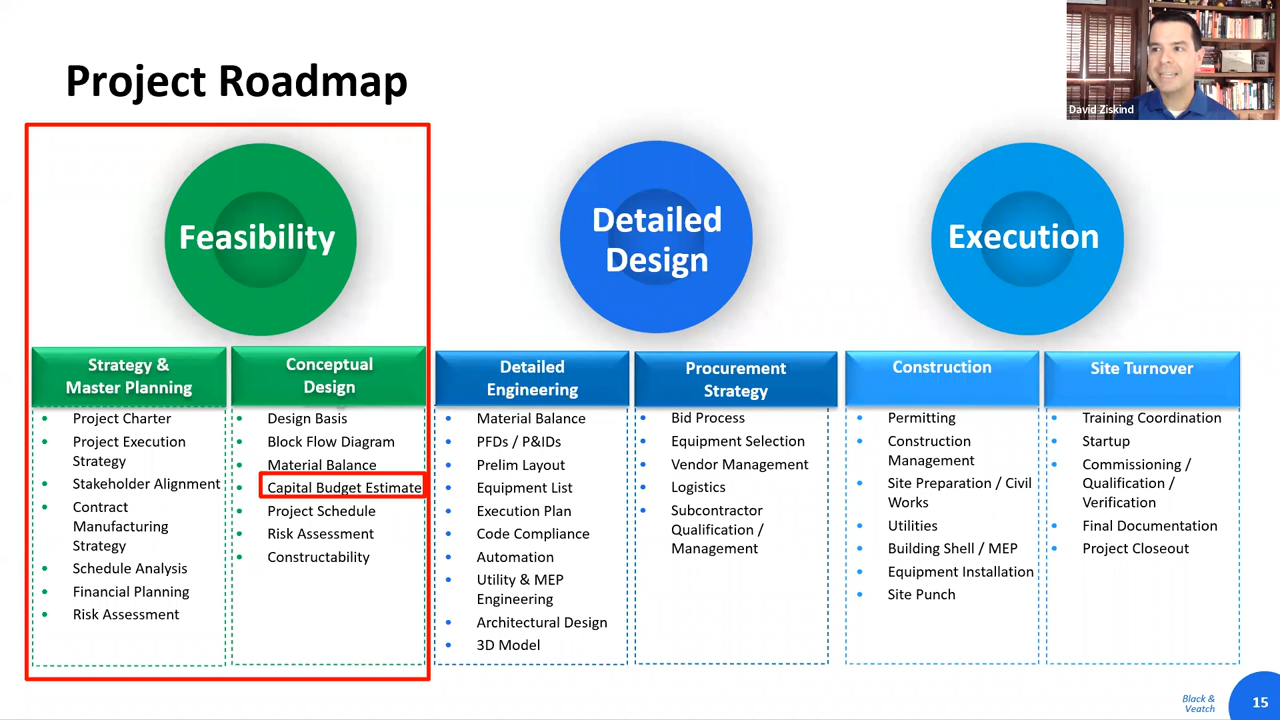 Project Roadmap
David Ziskind
Feasibility
Detailed
Design
Execution
Strategy &
Master Planning
Project Charter
Project Execution
Strategy
Stakeholder Alignment
Contract
Manufacturing
Strategy
Schedule Analysis
Financial Planning
Risk Assessment
Conceptual
Design
Design Basis
Block Flow Diagram
Material Balance
Capital Budget Estimate
Project Schedule
Risk Assessment
Constructability
Detailed
Engineering
Material Balance
PFDs / P&IDs
Prelim Layout
Equipment List
Execution Plan
Code Compliance
Automation
Utility & MEP
Engineering
Architectural Design
3D Model
Procurement
Strategy
Bid Process
Equipment Selection
Vendor Management
Logistics
Subcontractor
Qualification /
Management
Construction
Permitting
Construction
Management
Site Preparation / Civil
Works
Utilities
Building Shell / MEP
Equipment Installation
Site Punch
Site Turnover
Training Coordination
Startup
Commissioning /
Qualification /
Verification
Final Documentation
Project Closeout
Black &
Veatch
15